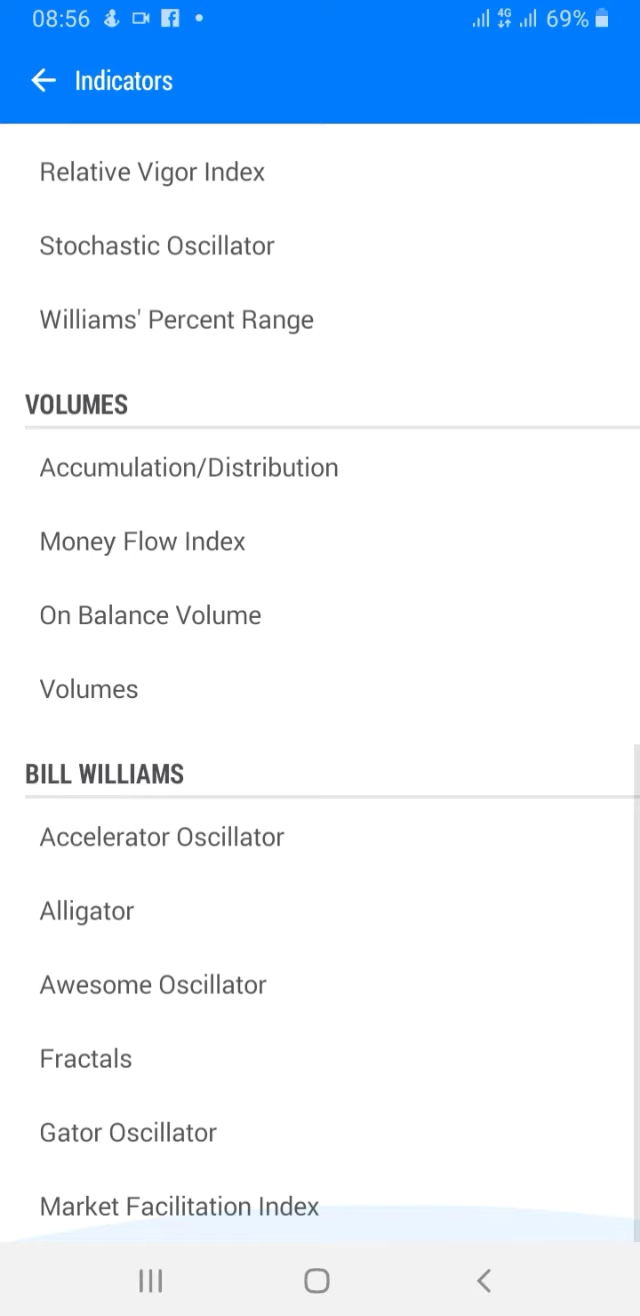 08:56 4G 69%
Indicators
Relative Vigor Index
Stochastic Oscillator
Williams' Percent Range
VOLUMES
Accumulation/Distribution
Money Flow Index
On Balance Volume
Volumes
BILL WILLIAMS
Accelerator Oscillator
Alligator
Awesome Oscillator
Fractals
Gator Oscillator
Market Facilitation Index